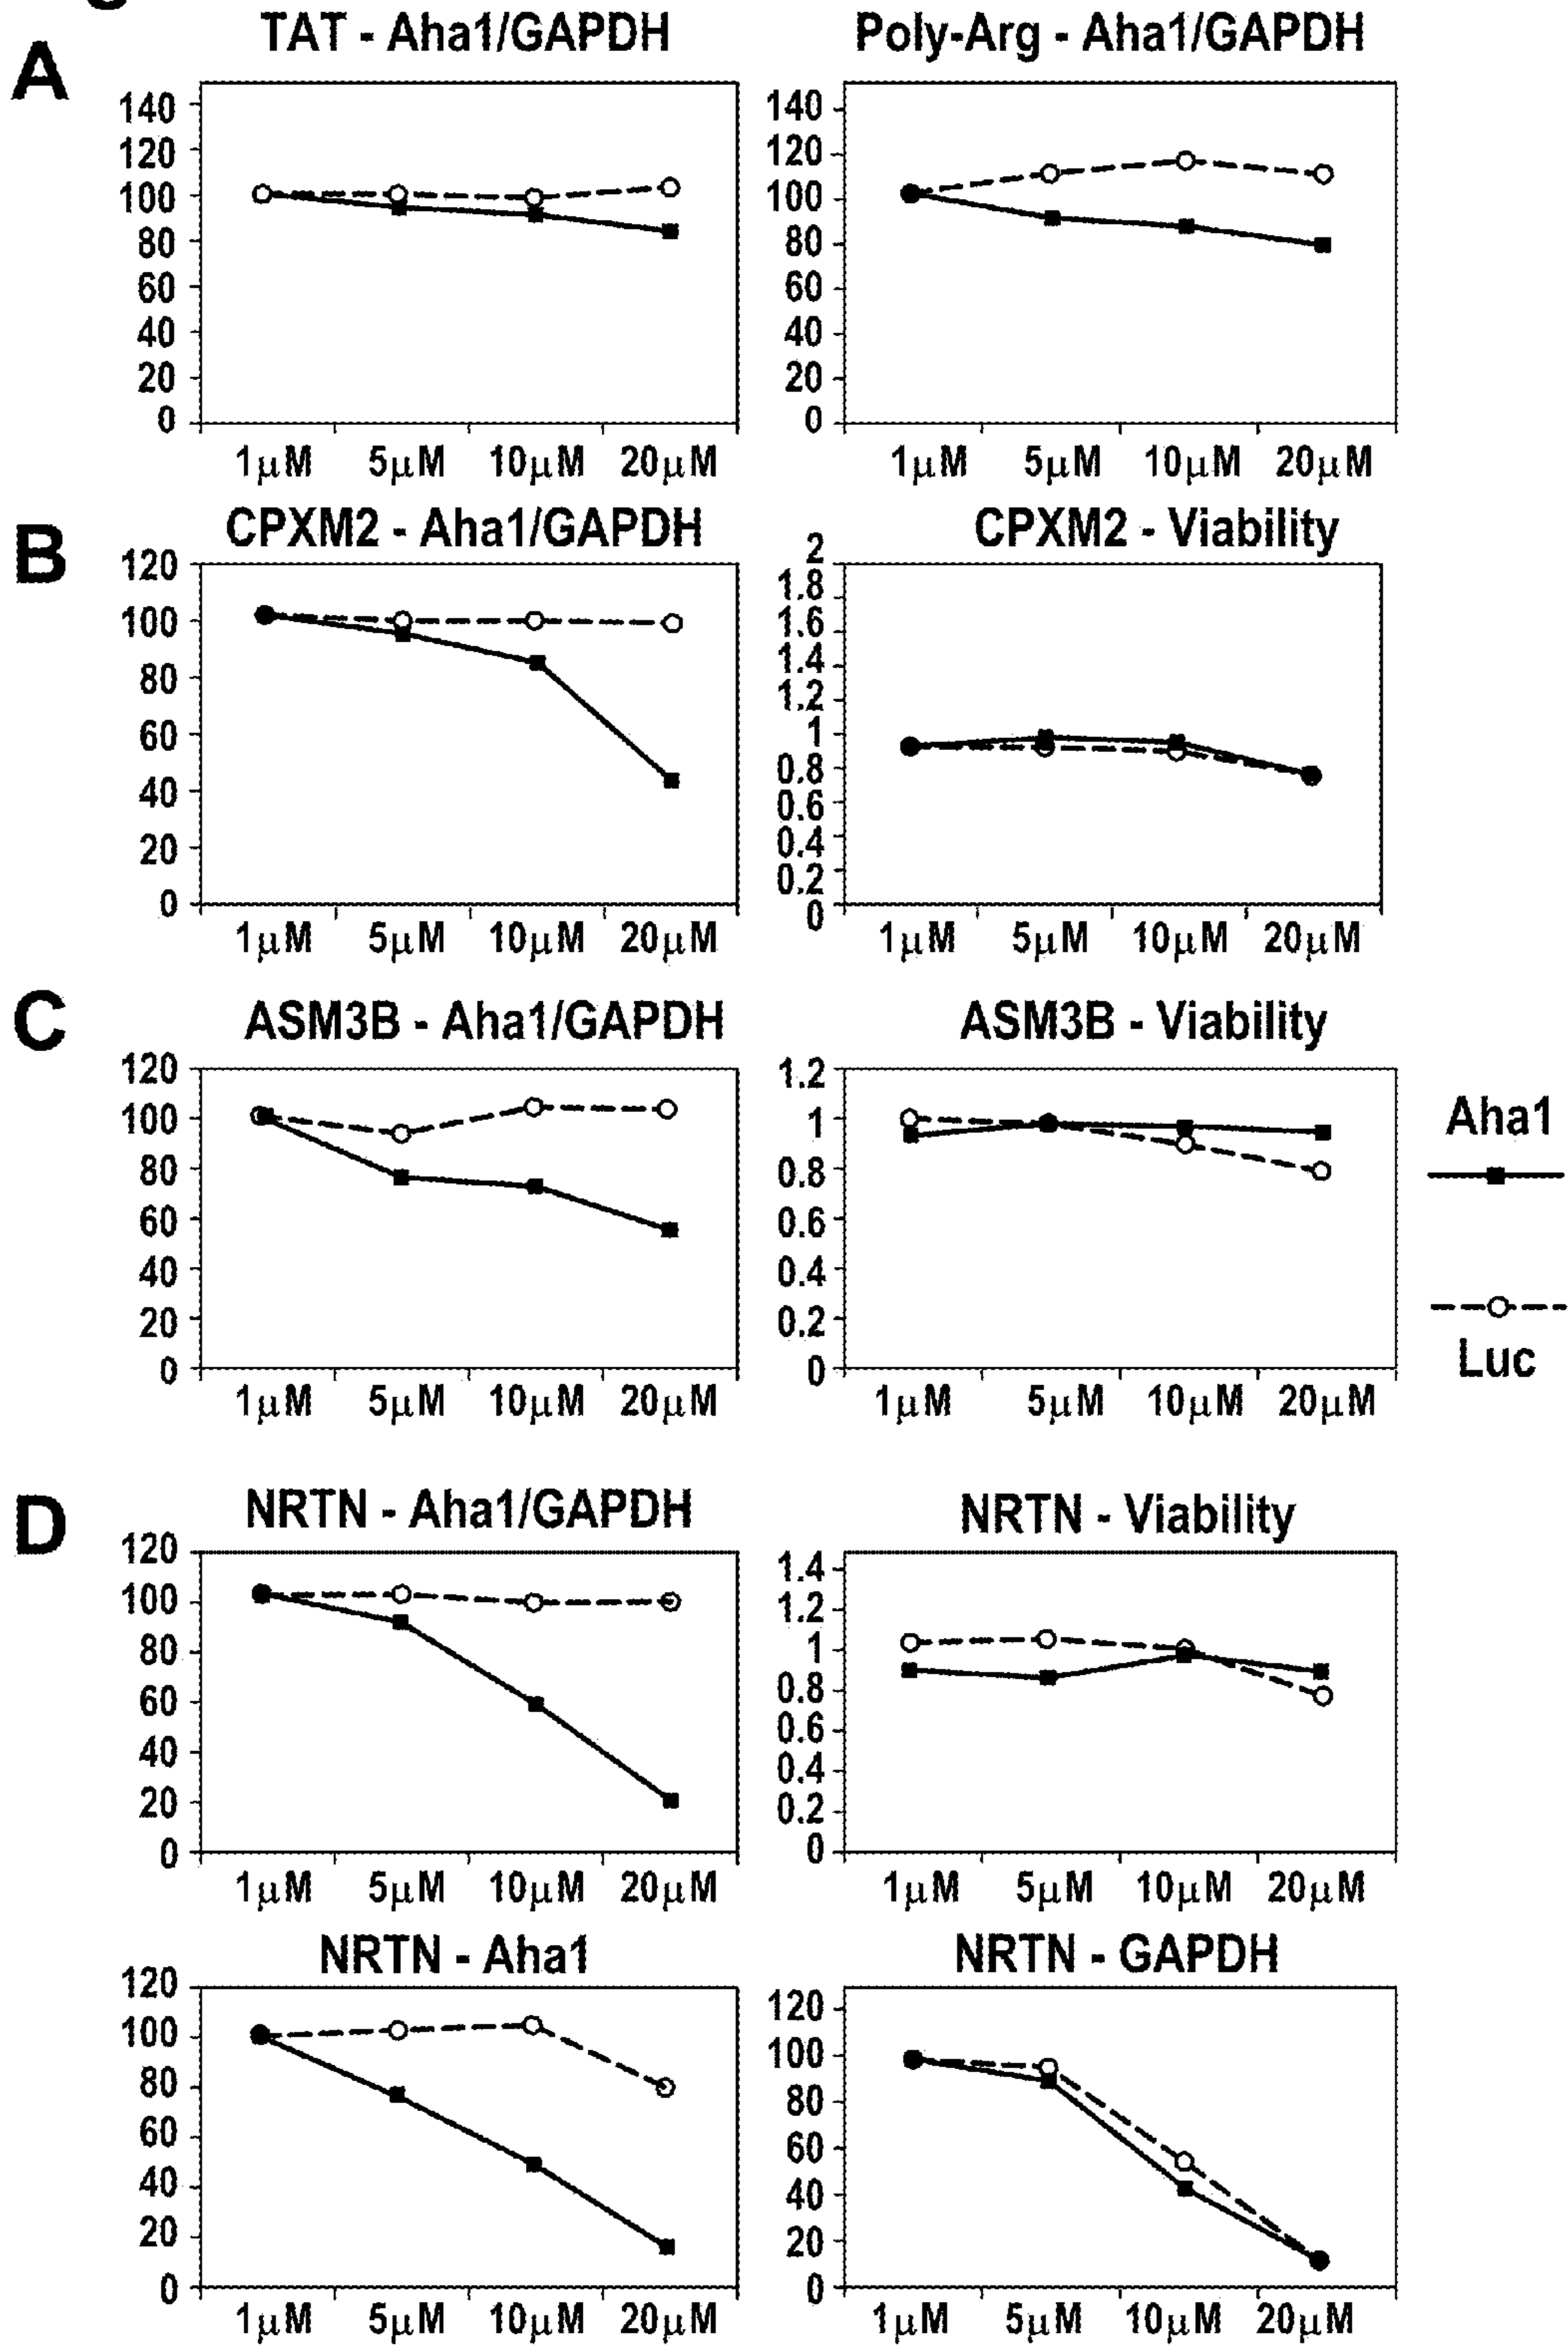 A
TAT - Aha1/GAPDH
140
120
100
80
60
40
20
0
1μM 5μM 10μM 20μM
Poly-Arg - Aha1/GAPDH
140
120
100
80
60
40
20
0
1μM 5μM 10μM 20μM
B
CPXM2 - Aha1/GAPDH
120
100
80
60
40
20
0
1μM 5μM 10μM 20μM
CPXM2 - Viability
2
1.8
1.6
1.4
1.2
1
0.8
0.6
0.4
0.2
0
1μM 5μM 10μM 20μM
C
ASM3B - Aha1/GAPDH
120
100
80
60
40
20
0
1μM 5μM 10μM 20μM
ASM3B - Viability
1.2
1
0.8
0.6
0.4
0.2
0
1μM 5μM 10μM 20μM
Aha1
Luc
D
NRTN - Aha1/GAPDH
120
100
80
60
40
20
0
1μM 5μM 10μM 20μM
NRTN - Viability
1.4
1.2
1
0.8
0.6
0.4
0.2
0
1μM 5μM 10μM 20μM
NRTN - Aha1
120
100
80
60
40
20
0
1μM 5μM 10μM 20μM
NRTN - GAPDH
120
100
80
60
40
20
0
1μM 5μM 10μM 20μM